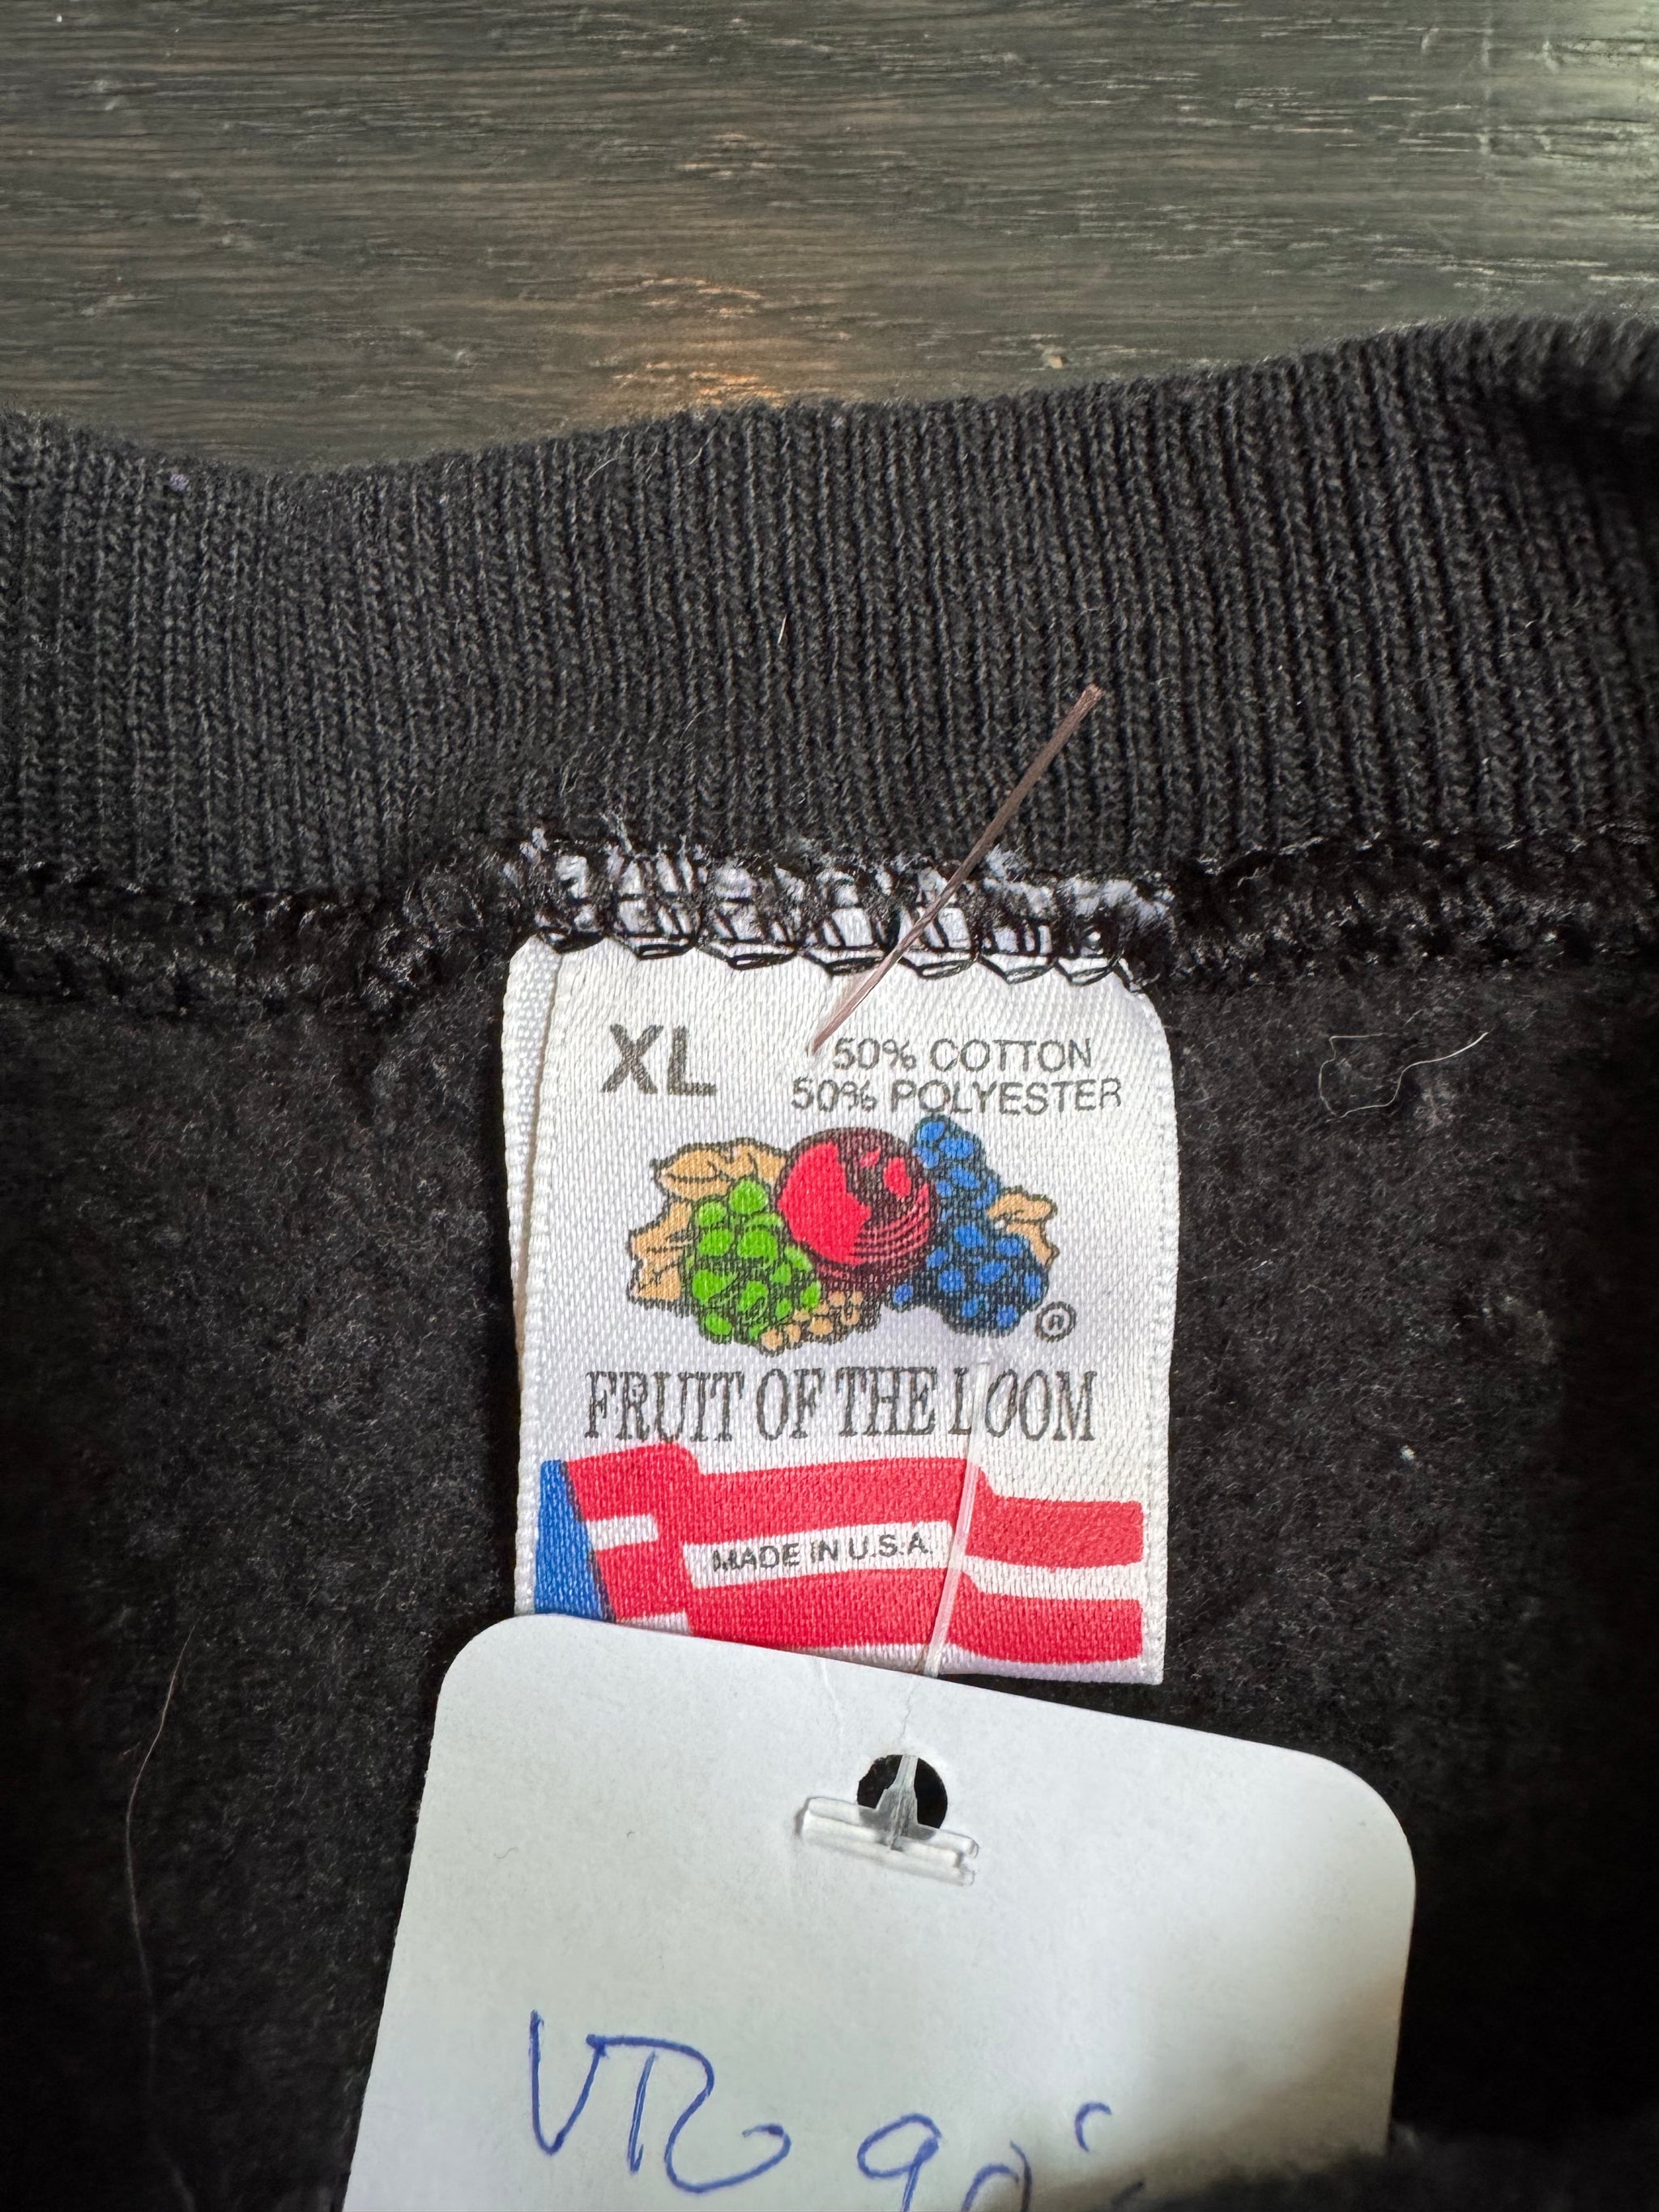 XL
50% COTTON
50% POLYESTER
®
FRUIT OF THE LOOM
MADE IN U.S.A.